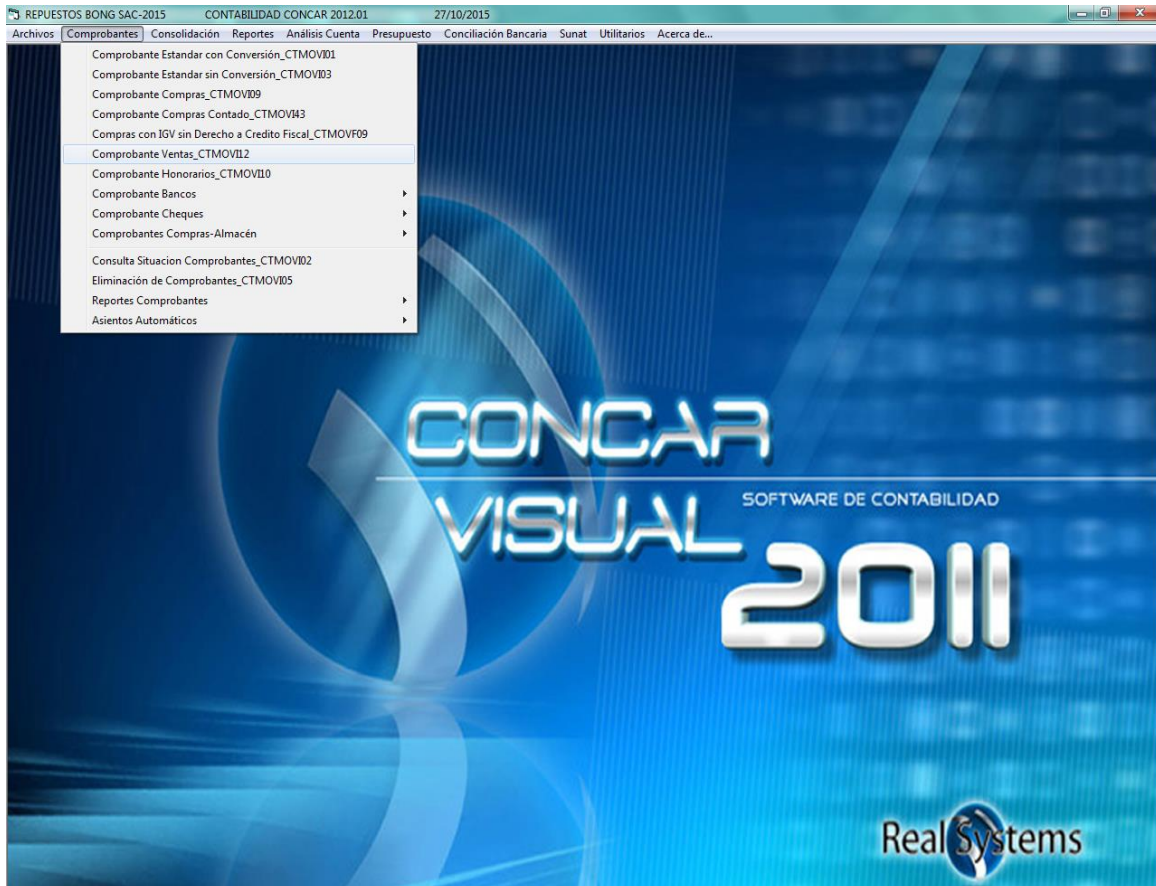 REPUESTOS BONG SAC-2015 CONTABILIDAD CONCAR 2012.01 27/10/2015
Archivos Comprobantes Consolidación Reportes Análisis Cuenta Presupuesto Conciliación Bancaria Sunat Utilitarios Acerca de...
Comprobante Estandar con Conversión_CTMOVI01
Comprobante Estandar sin Conversión_CTMOVI03
Comprobante Compras_CTMOVI09
Comprobante Compras Contado_CTMOVI43
Compras con IGV sin Derecho a Credito Fiscal_CTMOVF09
Comprobante Ventas_CTMOVI12
Comprobante Honorarios_CTMOVI10
Comprobante Bancos
Comprobante Cheques
Comprobantes Compras-Almacén
Consulta Situacion Comprobantes_CTMOVI02
Eliminación de Comprobantes_CTMOVI05
Reportes Comprobantes
Asientos Automáticos
CONCAR
VISUAL SOFTWARE DE CONTABILIDAD
2011
Real Systems